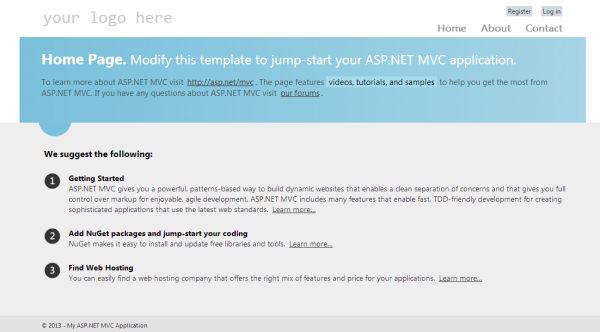 your logo here
Register Log in
Home About Contact
Home Page. Modify this template to jump-start your ASP.NET MVC application.
To learn more about ASP.NET MVC visit http://asp.net/mvc. The page features videos, tutorials, and samples to help you get the most from
ASP.NET MVC. If you have any questions about ASP.NET MVC visit our forums.
We suggest the following:
1 Getting Started
ASP.NET MVC gives you a powerful, patterns-based way to build dynamic websites that enables a clean separation of concerns and that gives you full
control over markup for enjoyable, agile development. ASP.NET MVC includes many features that enable fast, TDD-friendly development for creating
sophisticated applications that use the latest web standards. Learn more...
2 Add NuGet packages and jump-start your coding
NuGet makes it easy to install and update free libraries and tools. Learn more...
3 Find Web Hosting
You can easily find a web hosting company that offers the right mix of features and price for your applications. Learn more...
© 2013 - My ASP.NET MVC Application